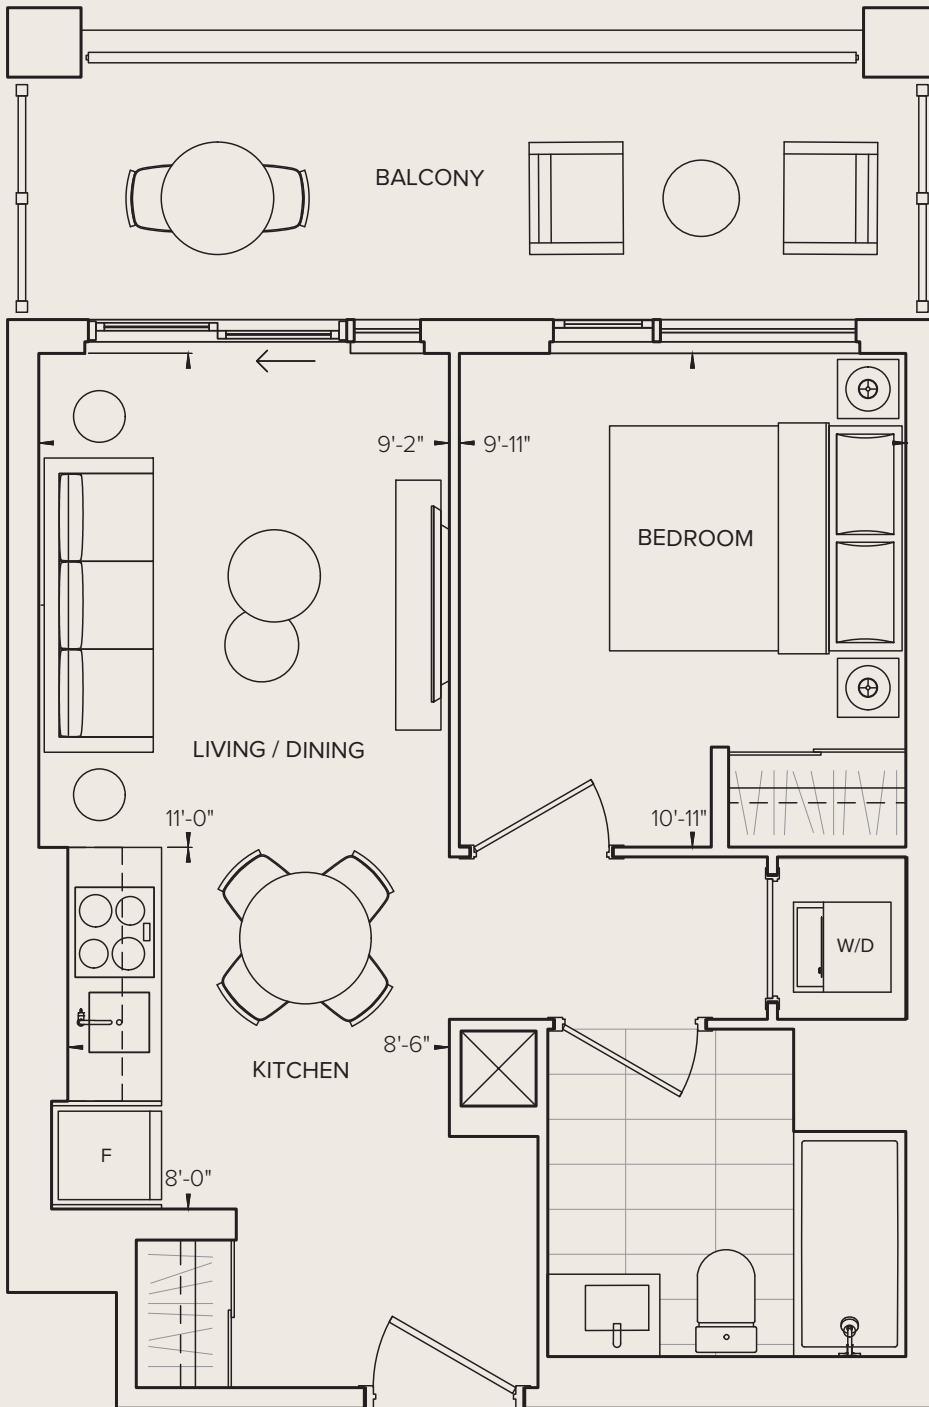 BALCONY
9'-2"
9'-11"
BEDROOM
LIVING / DINING
11'-0"
10'-11"
W/D
8'-6"
KITCHEN
F
8'-0"